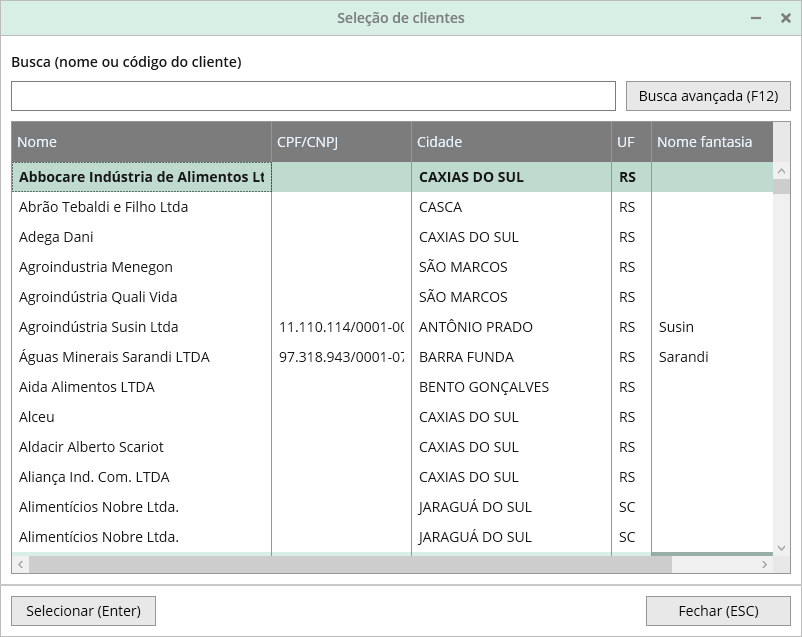 Seleção de clientes
Busca (nome ou código do cliente)
Busca avançada (F12)
Nome CPF/CNPJ Cidade UF Nome fantasia
Abbocare Indústria de Alimentos Lt CAXIAS DO SUL RS
Abrão Tebaldi e Filho Ltda CASCA RS
Adega Dani CAXIAS DO SUL RS
Agroindustria Menegon SÃO MARCOS RS
Agroindústria Quali Vida SÃO MARCOS RS
Agroindústria Susin Ltda 11.110.114/0001-00 ANTÔNIO PRADO RS Susin
Águas Minerais Sarandi LTDA 97.318.943/0001-07 BARRA FUNDA RS Sarandi
Aida Alimentos LTDA BENTO GONÇALVES RS
Alceu CAXIAS DO SUL RS
Aldacir Alberto Scariot CAXIAS DO SUL RS
Aliança Ind. Com. LTDA CAXIAS DO SUL RS
Alimentícios Nobre Ltda. JARAGUÁ DO SUL SC
Alimentícios Nobre Ltda. JARAGUÁ DO SUL SC
Selecionar (Enter) Fechar (ESC)